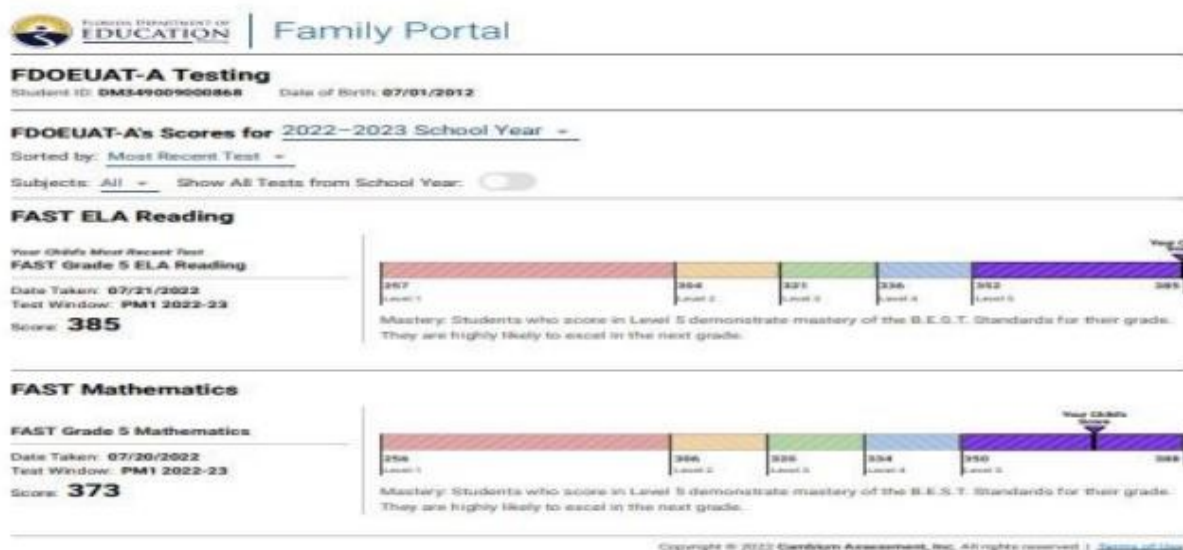 FLORIDA DEPARTMENT OF
EDUCATION
Family Portal
FDOEUAT-A Testing
Student ID: DM349009000868 Date of Birth: 07/01/2012
FDOEUAT-A's Scores for 2022-2023 School Year
Sorted by: Most Recent Test
Subjects: All Show All Tests from School Year:
FAST ELA Reading
Your Child's Most Recent Test
FAST Grade 5 ELA Reading
Date Taken: 07/21/2022
Test Window: PM1 2022-23
Score: 385
Your
257 304 321 336 352 385
Level 1 Level 2 Level 3 Level 4 Level 5
Mastery: Students who score in Level 5 demonstrate mastery of the B.E.S.T. Standards for their grade.
They are highly likely to excel in the next grade.
FAST Mathematics
FAST Grade 5 Mathematics
Date Taken: 07/20/2022
Test Window: PM1 2022-23
Score: 373
Your Child's
Score
256 306 320 334 350 388
Level 1 Level 2 Level 3 Level 4 Level 5
Mastery: Students who score in Level 5 demonstrate mastery of the B.E.S.T. Standards for their grade.
They are highly likely to excel in the next grade.
Copyright © 2022 Cambium Assessment, Inc. All rights reserved. | Terms of Use